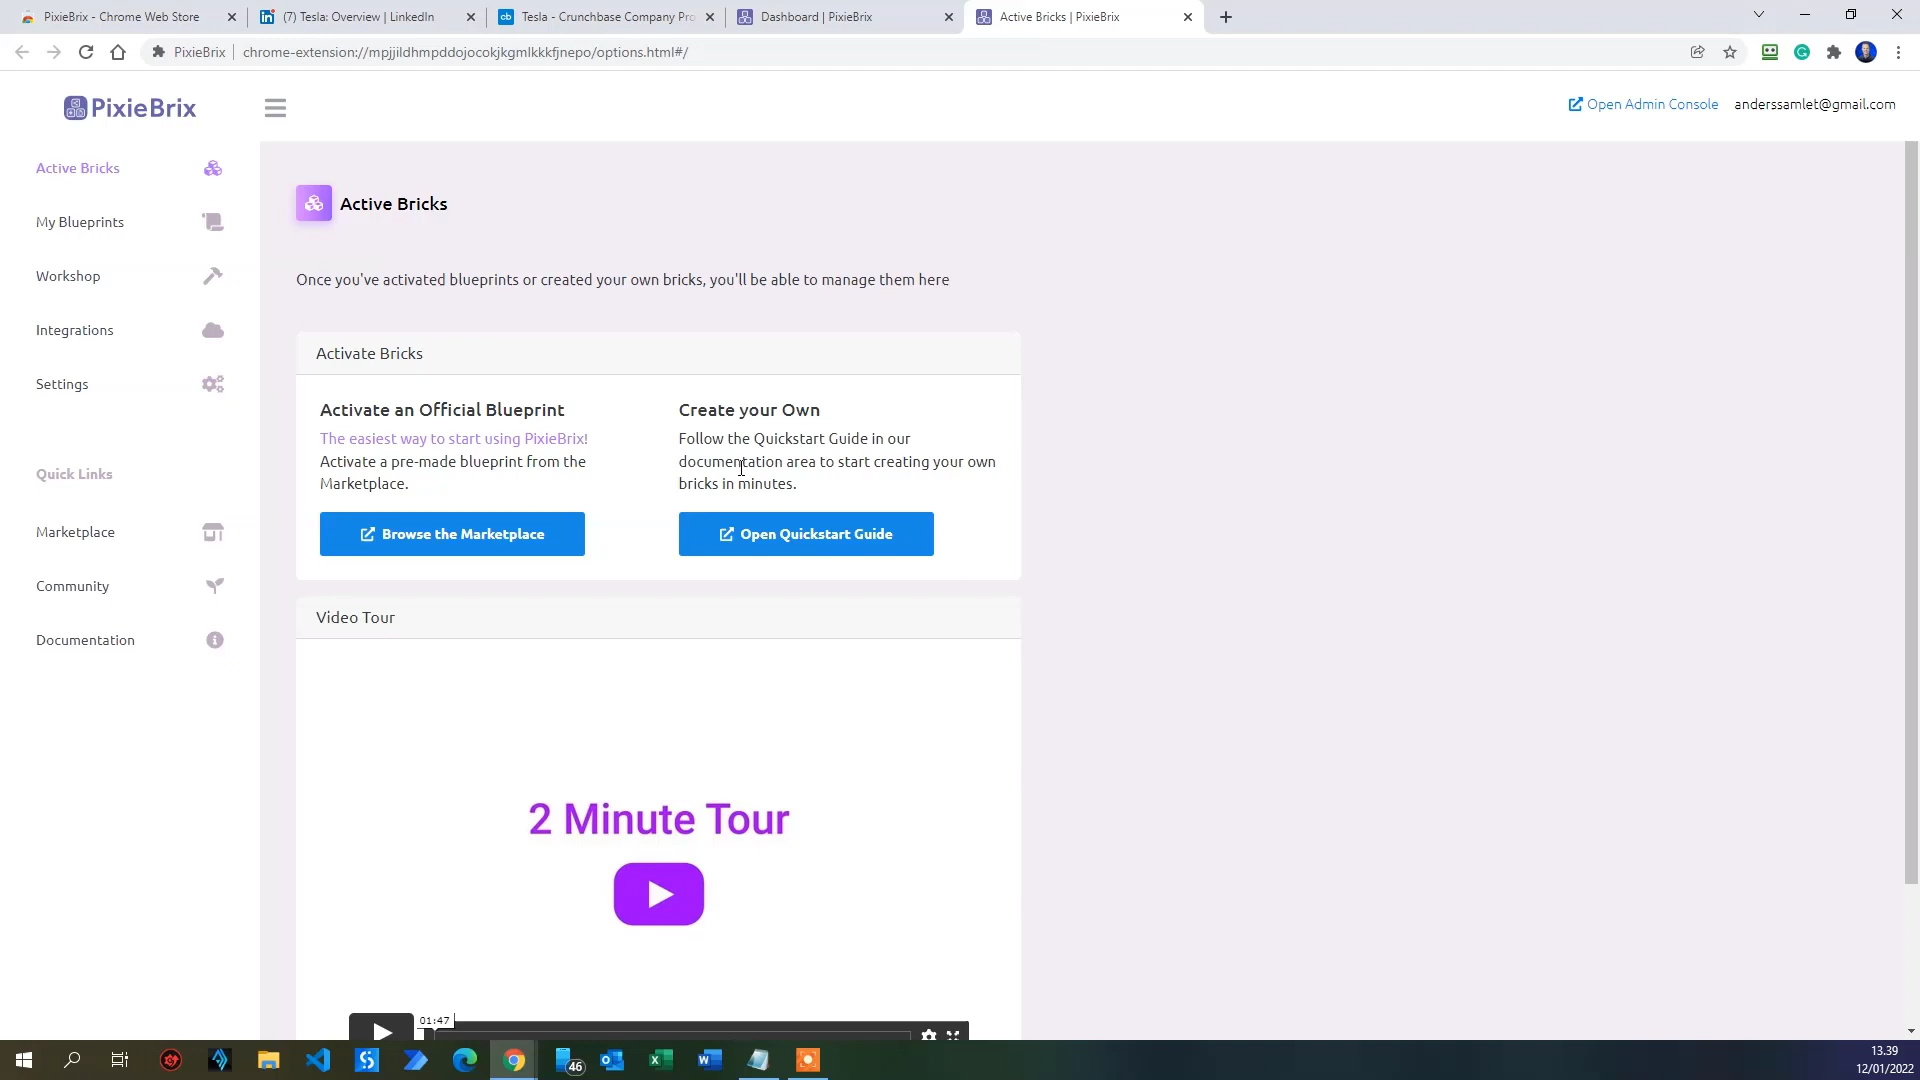 PixieBrix - Chrome Web Store
(7) Tesla: Overview | LinkedIn
Tesla - Crunchbase Company Pro
Dashboard | PixieBrix
Active Bricks | PixieBrix
PixieBrix
chrome-extension://mpjjildhmpddojocokjkgmlkkkfjnepo/options.html#/
PixieBrix
Open Admin Console
anderssamlet@gmail.com
Active Bricks
My Blueprints
Workshop
Integrations
Settings
Quick Links
Marketplace
Community
Documentation
Active Bricks
Once you've activated blueprints or created your own bricks, you'll be able to manage them here
Activate Bricks
Activate an Official Blueprint
The easiest way to start using PixieBrix!
Activate a pre-made blueprint from the
Marketplace.
Browse the Marketplace
Create your Own
Follow the Quickstart Guide in our
documentation area to start creating your own
bricks in minutes.
Open Quickstart Guide
Video Tour
2 Minute Tour
01:47
46
13.39
12/01/2022